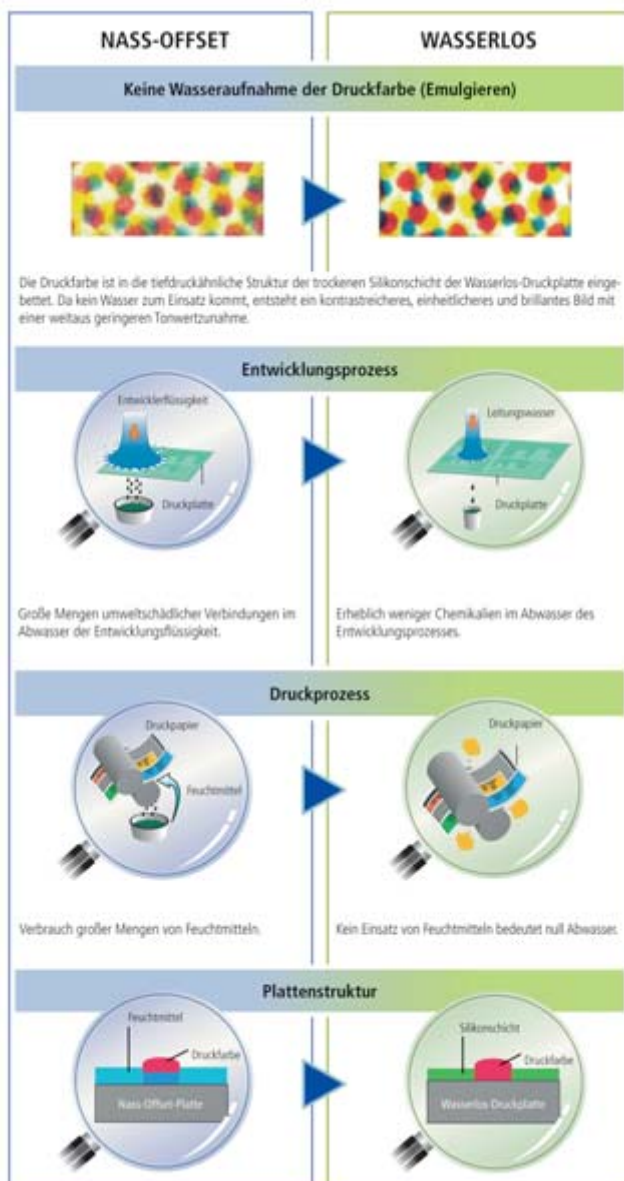 NASS-OFFSET
WASSERLOS
Keine Wasseraufnahme der Druckfarbe (Emulgieren)
Die Druckfarbe ist in die tiefdruckähnliche Struktur der trockenen Silikonschicht der Wasserlos-Druckplatte einge-
bettet. Da kein Wasser zum Einsatz kommt, entsteht ein kontrastreicheres, einheitlicheres und brillantes Bild mit
einer weitaus geringeren Tonwertzunahme.
Entwicklungsprozess
Entwicklerflüssigkeit
Druckplatte
Leitungswasser
Druckplatte
Große Mengen umweltschädlicher Verbindungen im
Abwasser der Entwicklungsflüssigkeit.
Erheblich weniger Chemikalien im Abwasser des
Entwicklungsprozesses.
Druckprozess
Druckpapier
Feuchtmittel
Druckpapier
Verbrauch großer Mengen von Feuchtmitteln.
Kein Einsatz von Feuchtmitteln bedeutet null Abwasser.
Plattenstruktur
Feuchtmittel
Druckfarbe
Nass-Offset-Platte
Silikonschicht
Druckfarbe
Wasserlos-Druckplatte